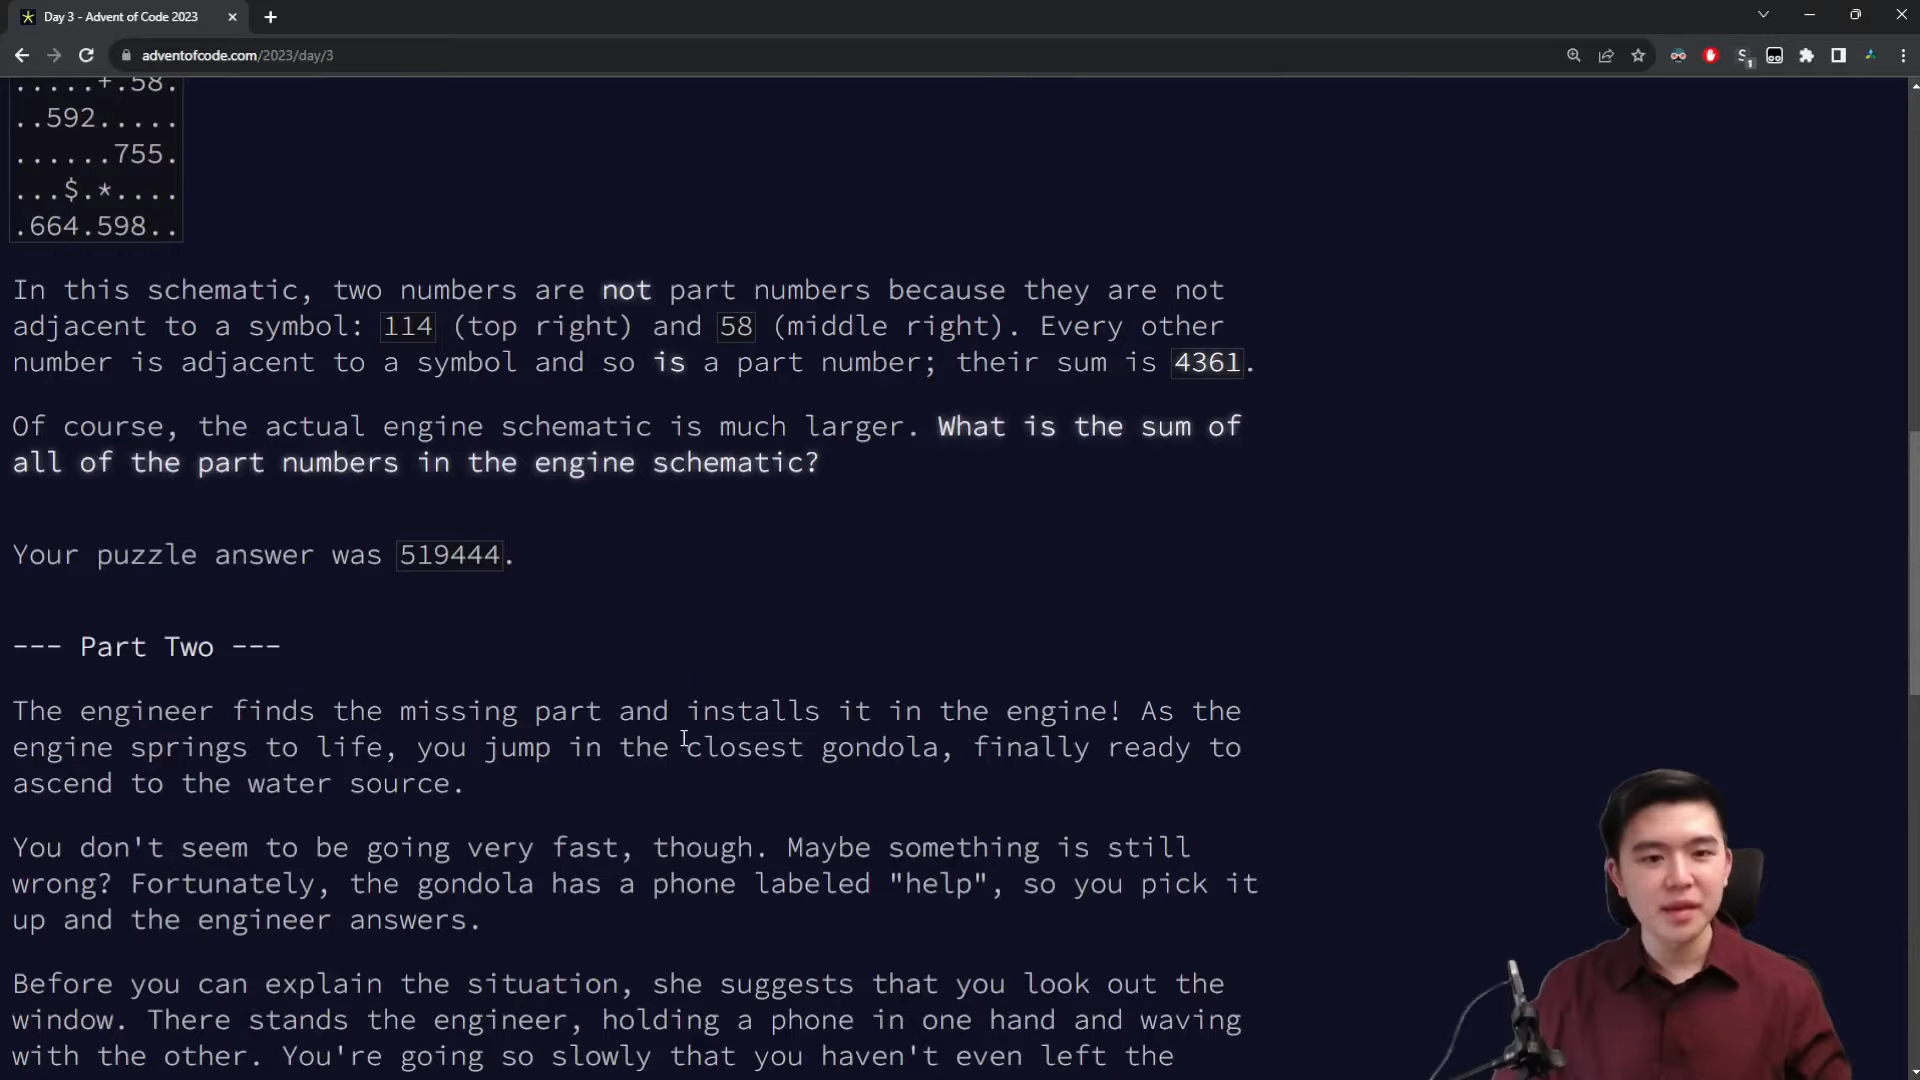 Day 3 - Advent of Code 2023
adventofcode.com/2023/day/3
.....+.58.
..592.....
......755.
...$.*....
.664.598..
In this schematic, two numbers are not part numbers because they are not
adjacent to a symbol: 114 (top right) and 58 (middle right). Every other
number is adjacent to a symbol and so is a part number; their sum is 4361.
Of course, the actual engine schematic is much larger. What is the sum of
all of the part numbers in the engine schematic?
Your puzzle answer was 519444.
--- Part Two ---
The engineer finds the missing part and installs it in the engine! As the
engine springs to life, you jump in the closest gondola, finally ready to
ascend to the water source.
You don't seem to be going very fast, though. Maybe something is still
wrong? Fortunately, the gondola has a phone labeled "help", so you pick it
up and the engineer answers.
Before you can explain the situation, she suggests that you look out the
window. There stands the engineer, holding a phone in one hand and waving
with the other. You're going so slowly that you haven't even left the